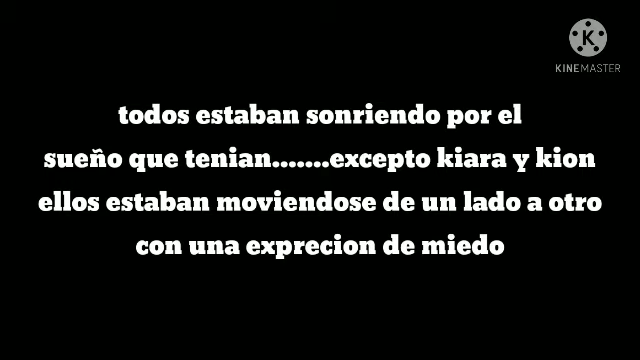 K
KINEMASTER
todos estaban sonriendo por el
sueño que tenian.......excepto kiara y kion
ellos estaban moviendose de un lado a otro
con una exprecion de miedo